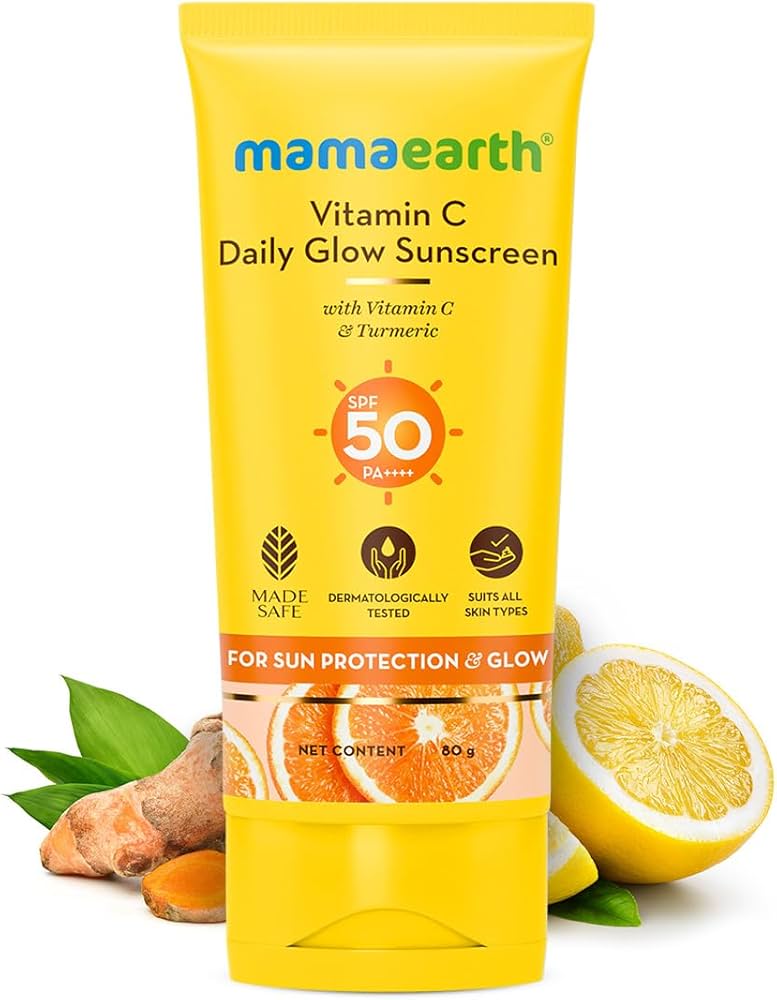 mamaearth®
Vitamin C
Daily Glow Sunscreen
with Vitamin C
& Turmeric
SPF
50
PA++++
MADE
SAFE
DERMATOLOGICALLY
TESTED
SUITS ALL
SKIN TYPES
FOR SUN PROTECTION & GLOW
NET CONTENT 80 g